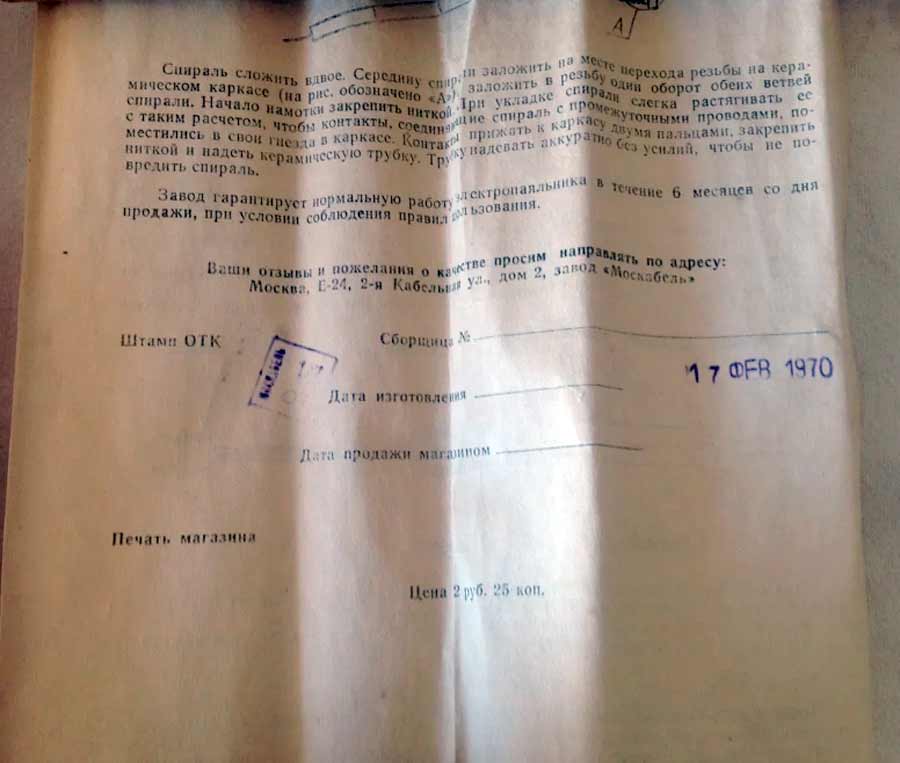 А
Спираль сложить вдвое. Середину спирали заложить на месте перехода резьбы на кера-
мическом каркасе (на рис. обозначено «А»), заложить в резьбу один оборот обеих ветвей
спирали. Начало намотки закрепить ниткой. При укладке спирали слегка растягивать ее
с таким расчетом, чтобы контакты, соединяющие спираль с промежуточными проводами, по-
местились в свои гнезда в каркасе. Контакты прижать к каркасу двумя пальцами, закрепить
ниткой и надеть керамическую трубку. Трубку надевать аккуратно без усилий, чтобы не по-
вредить спираль.
Завод гарантирует нормальную работу электропаяльника в течение 6 месяцев со дня
продажи, при условии соблюдения правил пользования.
Ваши отзывы и пожелания о качестве просим направлять по адресу:
Москва, Е-24, 2-я Кабельная ул., дом 2, завод «Москабель»
Штамп ОТК
Сборщица №
17 ФЕВ 1970
Дата изготовления
Дата продажи магазином
Печать магазина
Цена 2 руб. 25 коп.